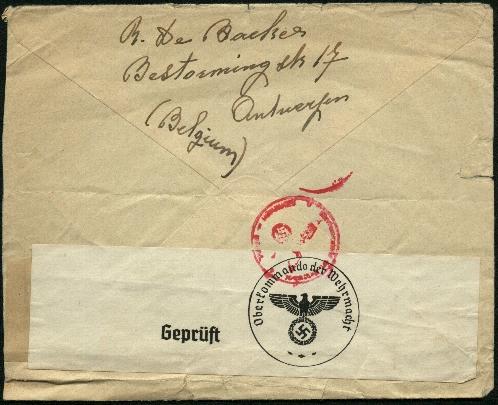 R. De Backer
Bestormingstr 17
Antwerpen
(Belgium)
Oberkommando der Wehrmacht
Geprüft